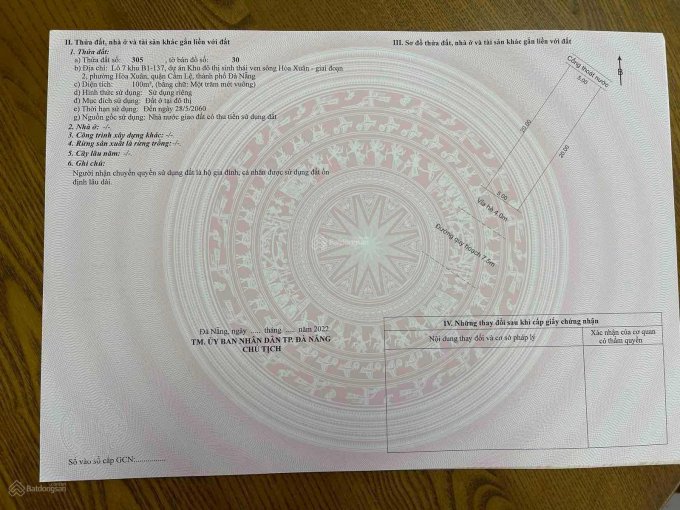 II. Thửa đất, nhà ở và tài sản khác gắn liền với đất
1. Thửa đất:
a) Thửa đất số: 305 tờ bản đồ số: 30
b) Địa chỉ: Lô 7 khu B1-137, dự án Khu đô thị sinh thái ven sông Hòa Xuân - giai đoạn
2, phường Hòa Xuân, quận Cẩm Lệ, thành phố Đà Nẵng
c) Diện tích: 100m², (bằng chữ: Một trăm mét vuông)
d) Hình thức sử dụng: Sử dụng riêng
đ) Mục đích sử dụng: Đất ở tại đô thị
e) Thời hạn sử dụng: Đến ngày 28/5/2060
g) Nguồn gốc sử dụng: Nhà nước giao đất có thu tiền sử dụng đất
2. Nhà ở: -/-
3. Công trình xây dựng khác: -/-
4. Rừng sản xuất là rừng trồng: -/-
5. Cây lâu năm: -/-
6. Ghi chú:
Người nhận chuyển quyền sử dụng đất là hộ gia đình, cá nhân được sử dụng đất ổn
định lâu dài.
Đà Nẵng, ngày ..... tháng ..... năm 2022
TM. ỦY BAN NHÂN DÂN TP. ĐÀ NẴNG
CHỦ TỊCH
Số vào sổ cấp GCN...............
III. Sơ đồ thửa đất, nhà ở và tài sản khác gắn liền với đất
B
Cống thoát nước
5.00
20.00
20.00
5.00
Vỉa hè 4.0m
Đường quy hoạch 7.5m
IV. Những thay đổi sau khi cấp giấy chứng nhận
Nội dung thay đổi và cơ sở pháp lý
Xác nhận của cơ quan
có thẩm quyền
Batdongsan
Batdongsan